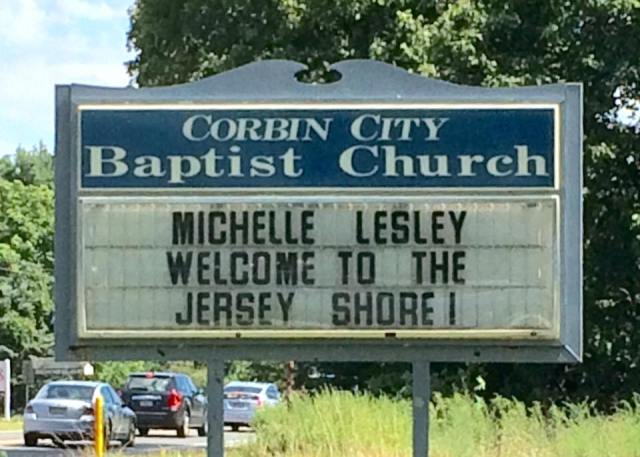 CORBIN CITY
Baptist Church
MICHELLE LESLEY
WELCOME TO THE
JERSEY SHORE!